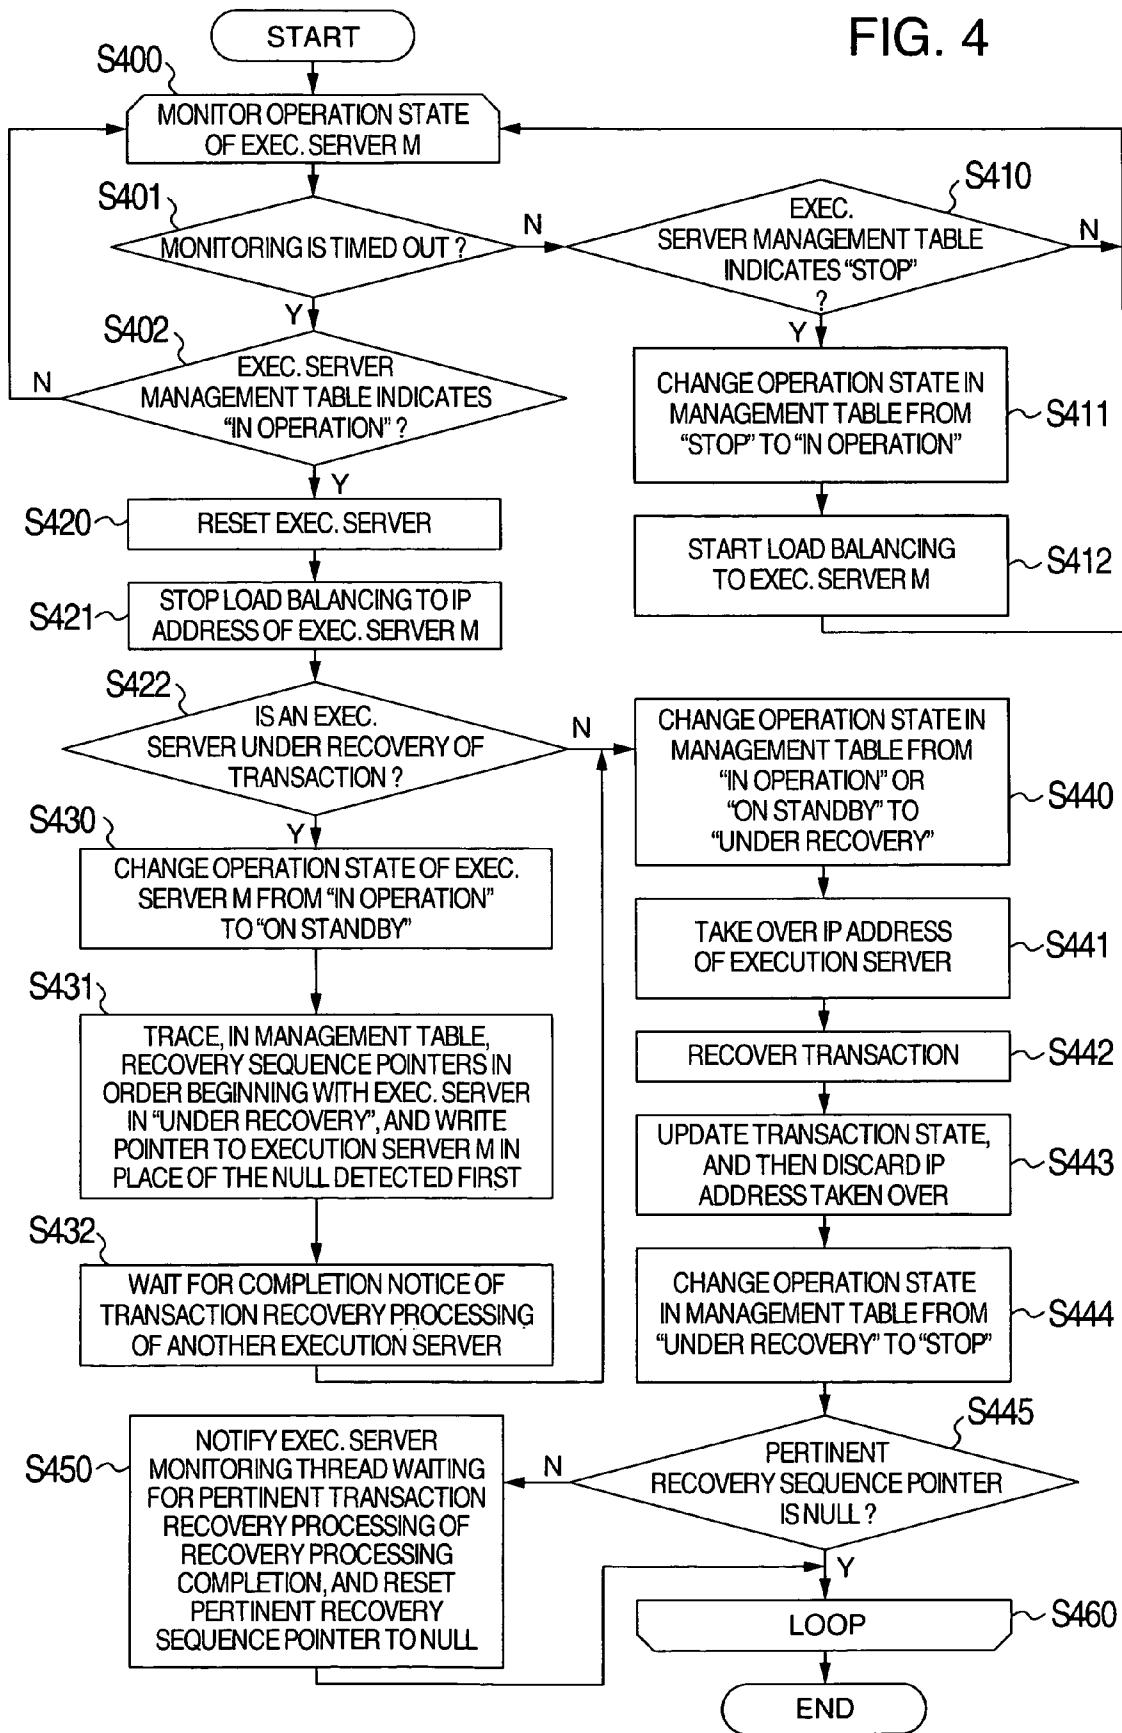 FIG. 4
START
S400
MONITOR OPERATION STATE
OF EXEC. SERVER M
S401
MONITORING IS TIMED OUT ?
N
Y
S410
EXEC.
SERVER MANAGEMENT TABLE
INDICATES "STOP"
?
N
Y
S402
EXEC. SERVER
MANAGEMENT TABLE INDICATES
"IN OPERATION" ?
N
Y
CHANGE OPERATION STATE IN
MANAGEMENT TABLE FROM
"STOP" TO "IN OPERATION"
S411
START LOAD BALANCING
TO EXEC. SERVER M
S412
S420
RESET EXEC. SERVER
S421
STOP LOAD BALANCING TO IP
ADDRESS OF EXEC. SERVER M
S422
IS AN EXEC.
SERVER UNDER RECOVERY OF
TRANSACTION ?
N
Y
S430
CHANGE OPERATION STATE OF EXEC.
SERVER M FROM "IN OPERATION"
TO "ON STANDBY"
S431
TRACE, IN MANAGEMENT TABLE,
RECOVERY SEQUENCE POINTERS IN
ORDER BEGINNING WITH EXEC. SERVER
IN "UNDER RECOVERY", AND WRITE
POINTER TO EXECUTION SERVER M IN
PLACE OF THE NULL DETECTED FIRST
S432
WAIT FOR COMPLETION NOTICE OF
TRANSACTION RECOVERY PROCESSING
OF ANOTHER EXECUTION SERVER
CHANGE OPERATION STATE IN
MANAGEMENT TABLE FROM
"IN OPERATION" OR
"ON STANDBY" TO
"UNDER RECOVERY"
S440
TAKE OVER IP ADDRESS
OF EXECUTION SERVER
S441
RECOVER TRANSACTION
S442
UPDATE TRANSACTION STATE,
AND THEN DISCARD IP
ADDRESS TAKEN OVER
S443
CHANGE OPERATION STATE
IN MANAGEMENT TABLE FROM
"UNDER RECOVERY" TO "STOP"
S444
S445
PERTINENT
RECOVERY SEQUENCE POINTER
IS NULL ?
N
Y
S450
NOTIFY EXEC. SERVER
MONITORING THREAD WAITING
FOR PERTINENT TRANSACTION
RECOVERY PROCESSING OF
RECOVERY PROCESSING
COMPLETION, AND RESET
PERTINENT RECOVERY
SEQUENCE POINTER TO NULL
LOOP
S460
END